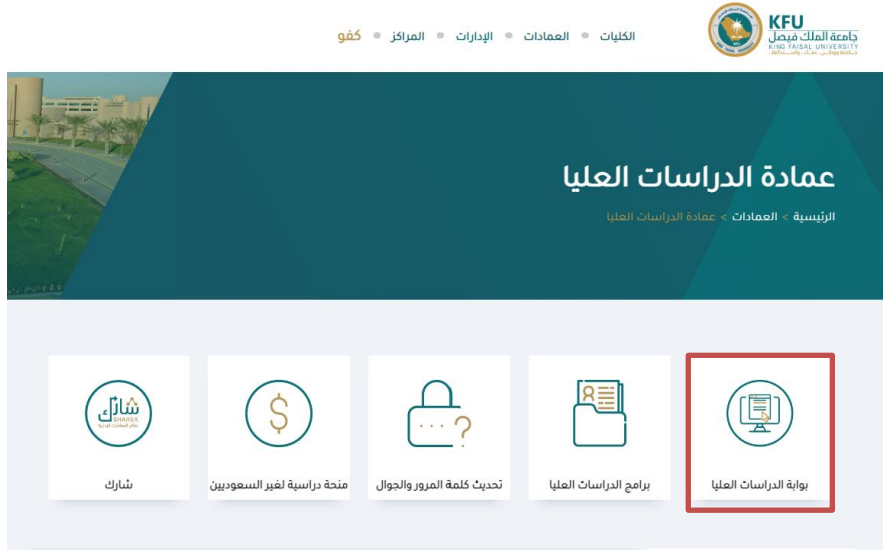 KFU
جامعة الملك فيصل
KING FAISAL UNIVERSITY
الكليات
العمادات
الإدارات
المراكز
كفو
عمادة الدراسات العليا
الرئيسية > العمادات > عمادة الدراسات العليا
بوابة الدراسات العليا
برامج الدراسات العليا
تحديث كلمة المرور والجوال
منحة دراسية لغير السعوديين
شارك
SHAREK
شارك